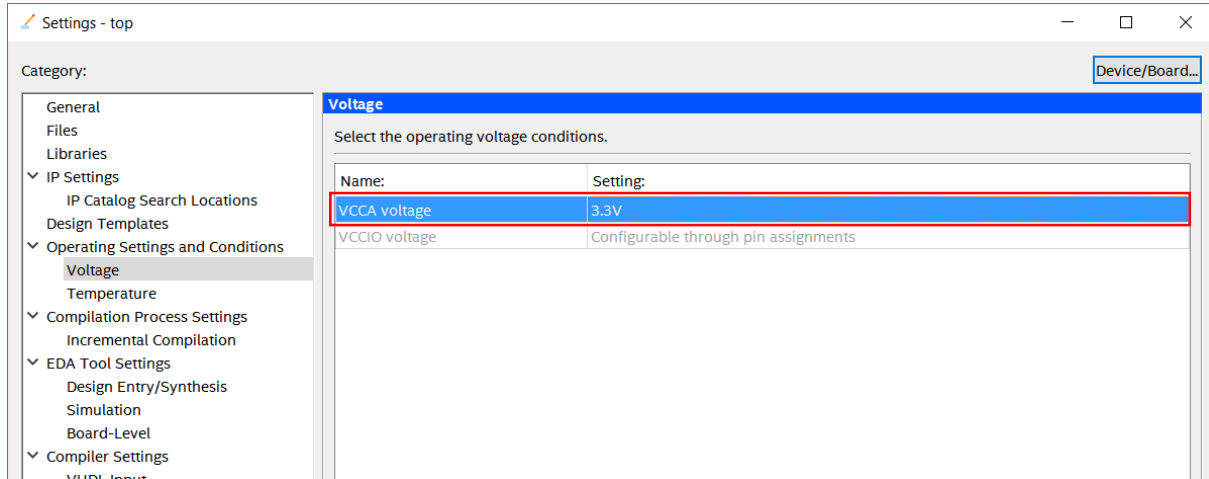 Settings - top
Category:
Device/Board...
General
Files
Libraries
IP Settings
IP Catalog Search Locations
Design Templates
Operating Settings and Conditions
Voltage
Temperature
Compilation Process Settings
Incremental Compilation
EDA Tool Settings
Design Entry/Synthesis
Simulation
Board-Level
Compiler Settings
VHDL Input
Voltage
Select the operating voltage conditions.
Name: Setting:
VCCA voltage 3.3V
VCCIO voltage Configurable through pin assignments